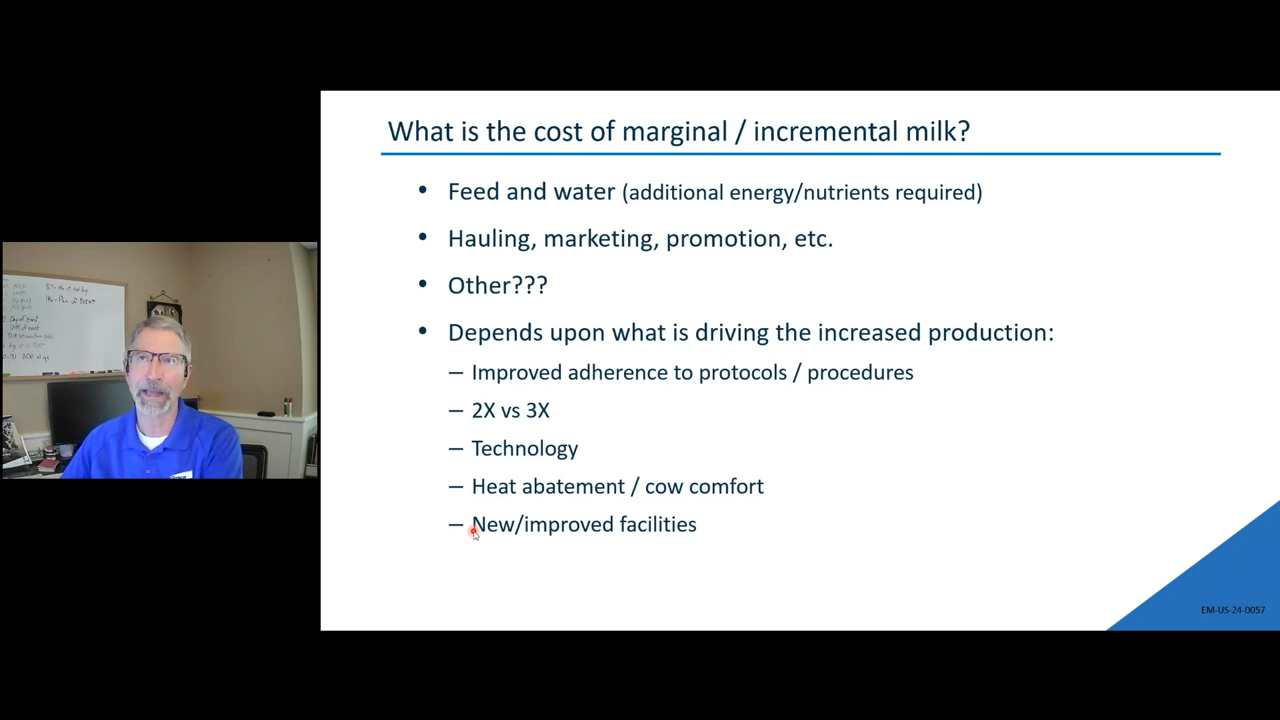 What is the cost of marginal / incremental milk?
• Feed and water (additional energy/nutrients required)
• Hauling, marketing, promotion, etc.
• Other???
• Depends upon what is driving the increased production:
– Improved adherence to protocols / procedures
– 2X vs 3X
– Technology
– Heat abatement / cow comfort
– New/improved facilities
EM-US-24-0057